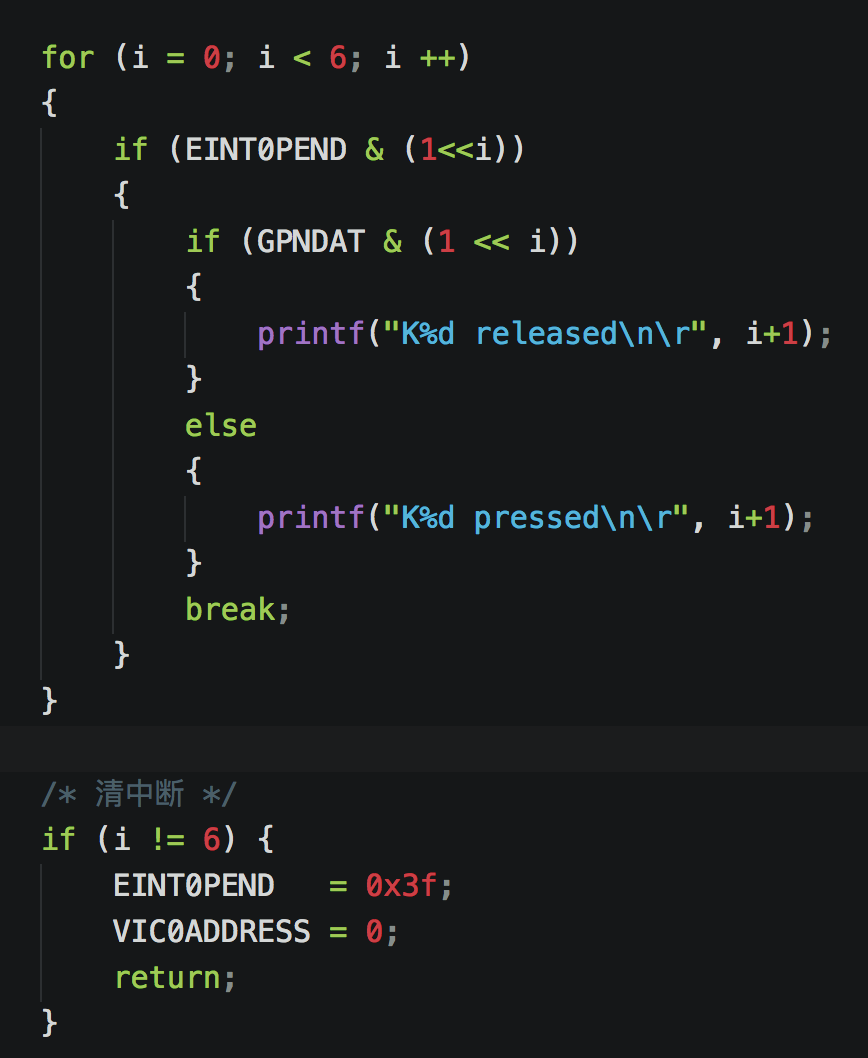 for (i = 0; i < 6; i ++)
{
    if (EINT0PEND & (1<<i))
    {
        if (GPNDAT & (1 << i))
        {
            printf("K%d released\n\r", i+1);
        }
        else
        {
            printf("K%d pressed\n\r", i+1);
        }
        break;
    }
}
/* 清中断 */
if (i != 6) {
    EINT0PEND   = 0x3f;
    VIC0ADDRESS = 0;
    return;
}